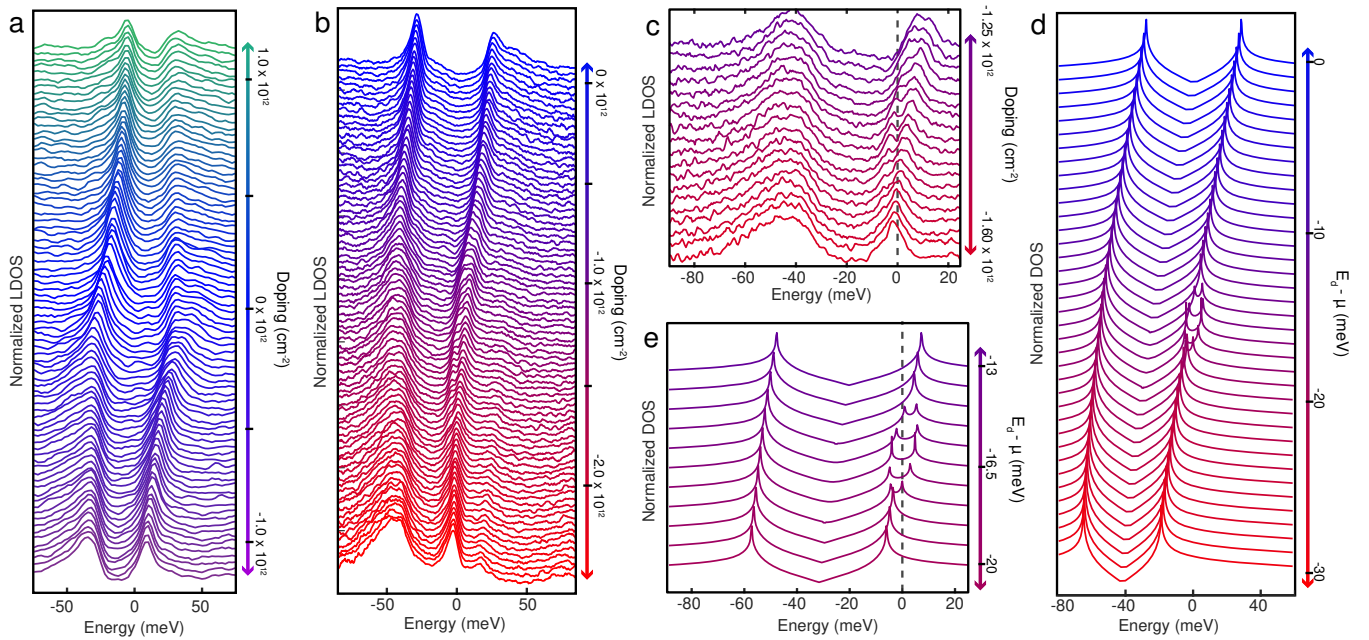 a
Normalized LDOS
1.0 x 10¹²
0 x 10¹²
-1.0 x 10¹²
Doping (cm⁻²)
-50
0
50
Energy (meV)
b
Normalized LDOS
0 x 10¹²
-1.0 x 10¹²
-2.0 x 10¹²
Doping (cm⁻²)
-50
0
50
Energy (meV)
c
Normalized LDOS
-1.25 x 10¹²
-1.60 x 10¹²
Doping (cm⁻²)
-80
-60
-40
-20
0
20
Energy (meV)
e
Normalized DOS
-13
-16.5
-20
E_d - μ (meV)
-80
-60
-40
-20
0
20
Energy (meV)
d
Normalized DOS
0
-10
-20
-30
E_d - μ (meV)
-80
-40
0
40
Energy (meV)